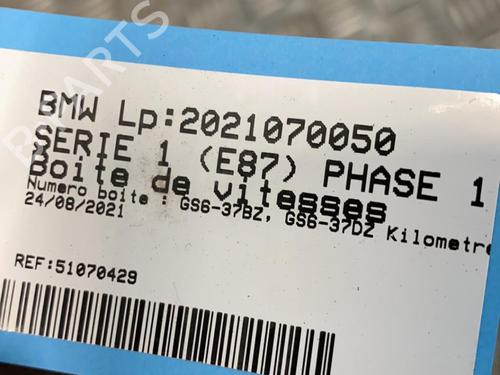 BMW Lp:2021070050
SERIE 1 (E87) PHASE 1
Boite de vitesses
Numero boite : GS6-37BZ, GS6-37DZ Kilometre
24/08/2021
REF:51070429